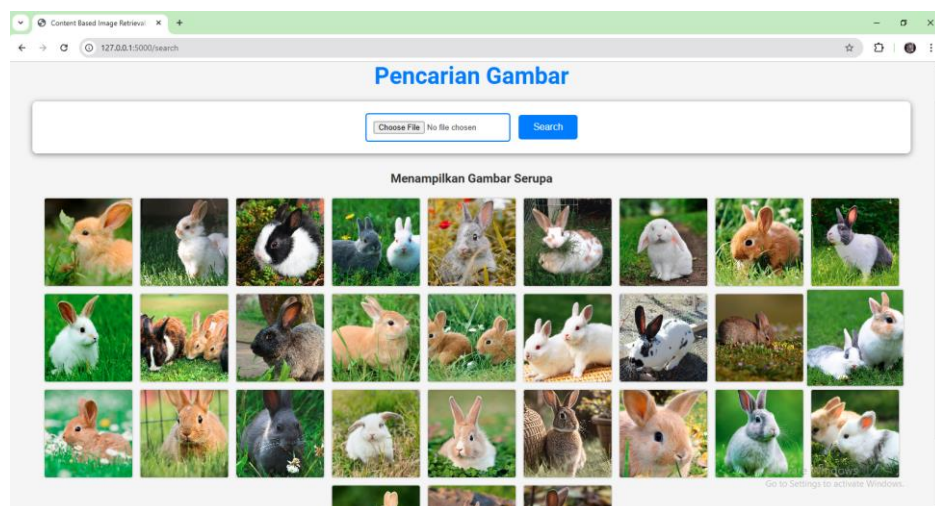 Content Based Image Retrieval
127.0.0.1:5000/search
Pencarian Gambar
Choose File No file chosen
Search
Menampilkan Gambar Serupa
Go to Settings to activate Windows.